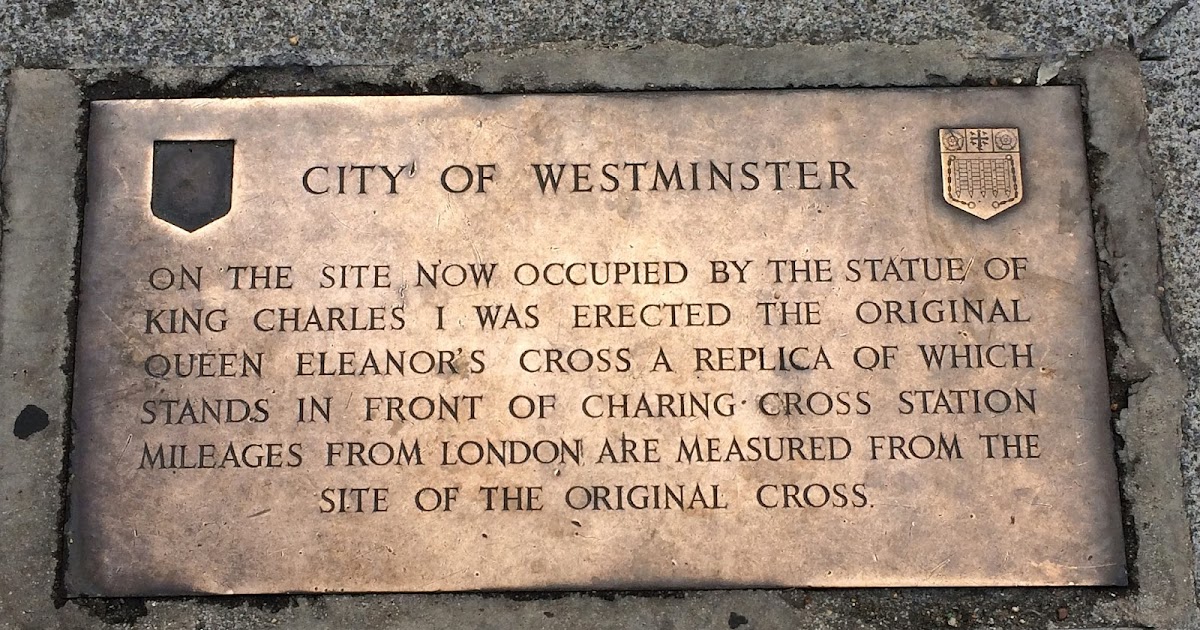 CITY OF WESTMINSTER
ON THE SITE NOW OCCUPIED BY THE STATUE OF
KING CHARLES I WAS ERECTED THE ORIGINAL
QUEEN ELEANOR'S CROSS A REPLICA OF WHICH
STANDS IN FRONT OF CHARING CROSS STATION
MILEAGES FROM LONDON ARE MEASURED FROM THE
SITE OF THE ORIGINAL CROSS.